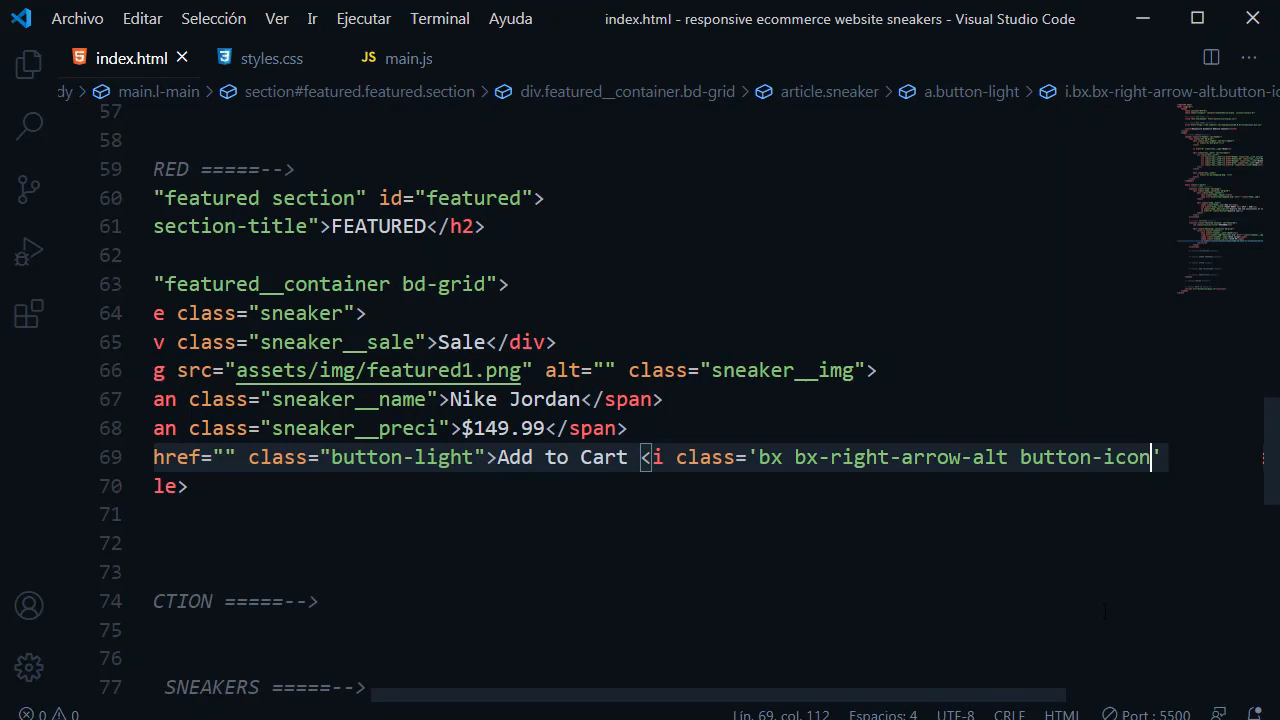 Archivo Editar Selección Ver Ir Ejecutar Terminal Ayuda index.html - responsive ecommerce website sneakers - Visual Studio Code
index.html styles.css JS main.js
dy > main.l-main > section#featured.featured.section > div.featured__container.bd-grid > article.sneaker > a.button-light > i.bx.bx-right-arrow-alt.button-ic
57
58
59 RED =====-->
60 "featured section" id="featured">
61 section-title">FEATURED</h2>
62
63 "featured__container bd-grid">
64 e class="sneaker">
65 v class="sneaker__sale">Sale</div>
66 g src="assets/img/featured1.png" alt="" class="sneaker__img">
67 an class="sneaker__name">Nike Jordan</span>
68 an class="sneaker__preci">$149.99</span>
69 href="" class="button-light">Add to Cart <i class='bx bx-right-arrow-alt button-icon'
70 le>
71
72
73
74 CTION =====-->
75
76
77 SNEAKERS =====-->
0 0 Lín. 69, col. 112 Espacios: 4 UTF-8 CRLF HTML Port : 5500